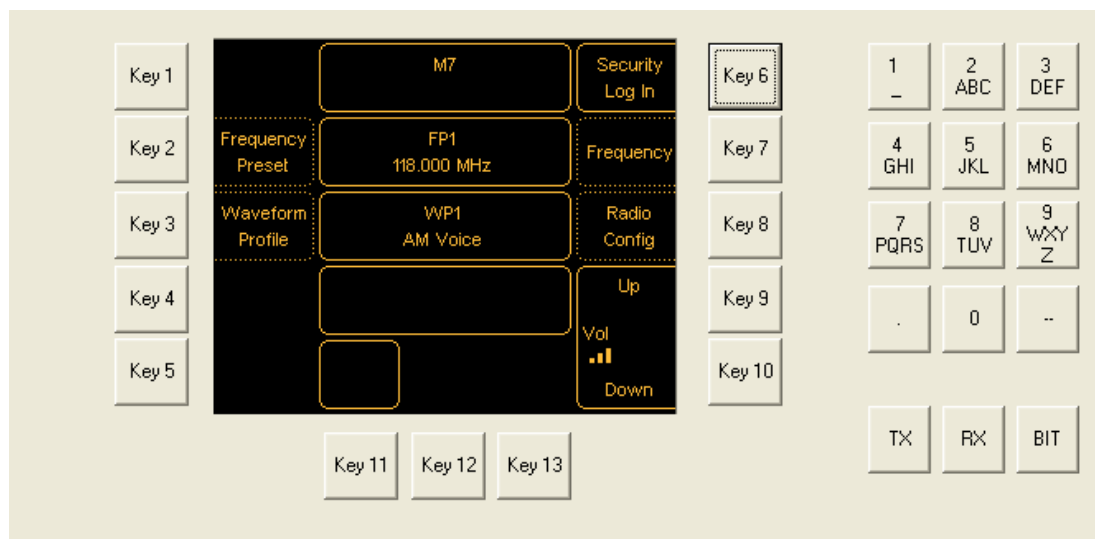 Key 1
M7
Security
Log In
Key 6
1
_
2
ABC
3
DEF
Key 2
Frequency
Preset
FP1
118.000 MHz
Frequency
Key 7
4
GHI
5
JKL
6
MNO
Key 3
Waveform
Profile
WP1
AM Voice
Radio
Config
Key 8
7
PQRS
8
TUV
9
WXY
Z
Key 4
Up
Key 9
.
0
--
Vol
Key 5
Down
Key 10
Key 11
Key 12
Key 13
TX
RX
BIT